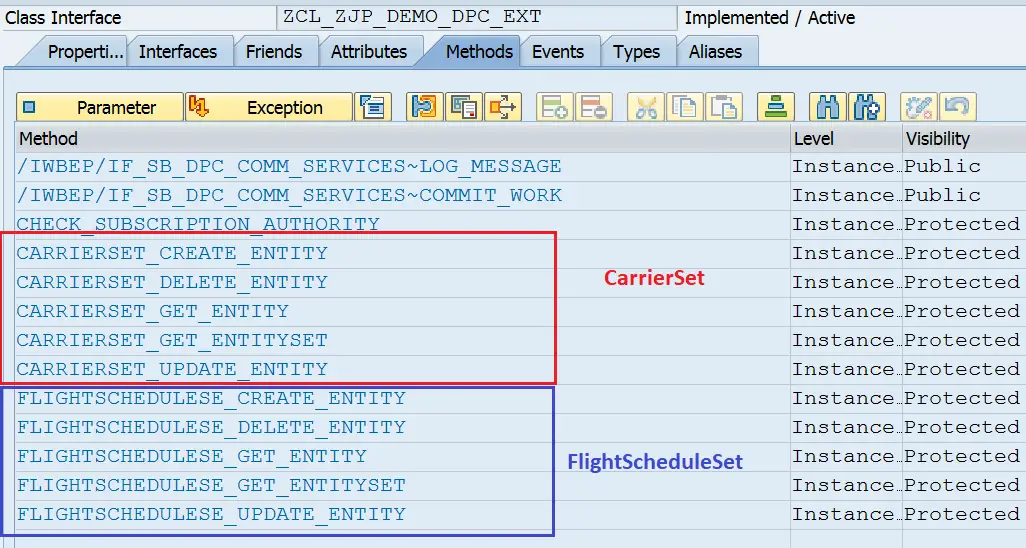 Class Interface ZCL_ZJP_DEMO_DPC_EXT Implemented / Active
Properti... Interfaces Friends Attributes Methods Events Types Aliases
Parameter Exception
Method Level Visibility
/IWBEP/IF_SB_DPC_COMM_SERVICES~LOG_MESSAGE Instance… Public
/IWBEP/IF_SB_DPC_COMM_SERVICES~COMMIT_WORK Instance… Public
CHECK_SUBSCRIPTION_AUTHORITY Instance… Protected
CARRIERSET_CREATE_ENTITY Instance… Protected
CarrierSet
CARRIERSET_DELETE_ENTITY Instance… Protected
CARRIERSET_GET_ENTITY Instance… Protected
CARRIERSET_GET_ENTITYSET Instance… Protected
CARRIERSET_UPDATE_ENTITY Instance… Protected
FLIGHTSCHEDULESE_CREATE_ENTITY Instance… Protected
FLIGHTSCHEDULESE_DELETE_ENTITY Instance… Protected
FlightScheduleSet
FLIGHTSCHEDULESE_GET_ENTITY Instance… Protected
FLIGHTSCHEDULESE_GET_ENTITYSET Instance… Protected
FLIGHTSCHEDULESE_UPDATE_ENTITY Instance… Protected